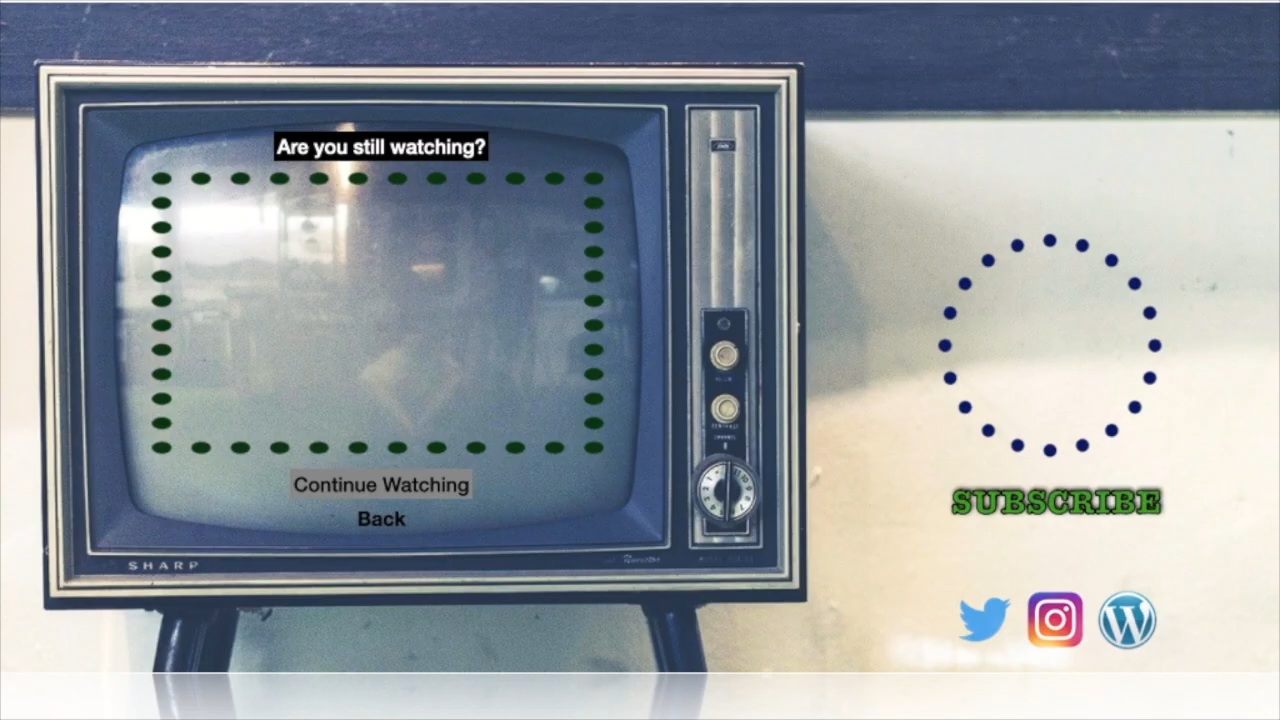 Are you still watching?
Continue Watching
Back
SHARP
SUBSCRIBE